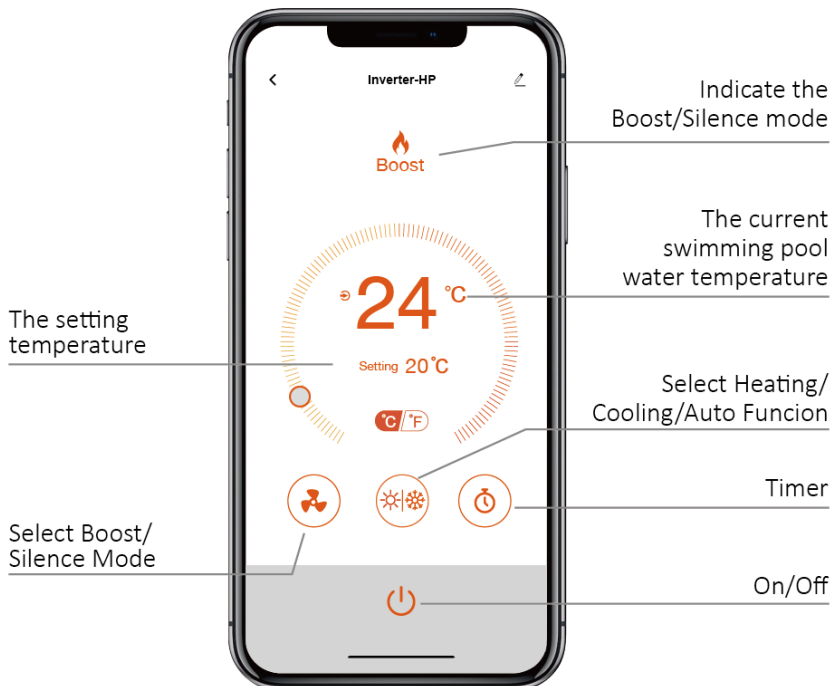 Inverter-HP
Indicate the
Boost/Silence mode
Boost
The current
swimming pool
water temperature
24 °C
The setting
temperature
Setting 20°C
°C/°F
Select Heating/
Cooling/Auto Funcion
Timer
Select Boost/
Silence Mode
On/Off